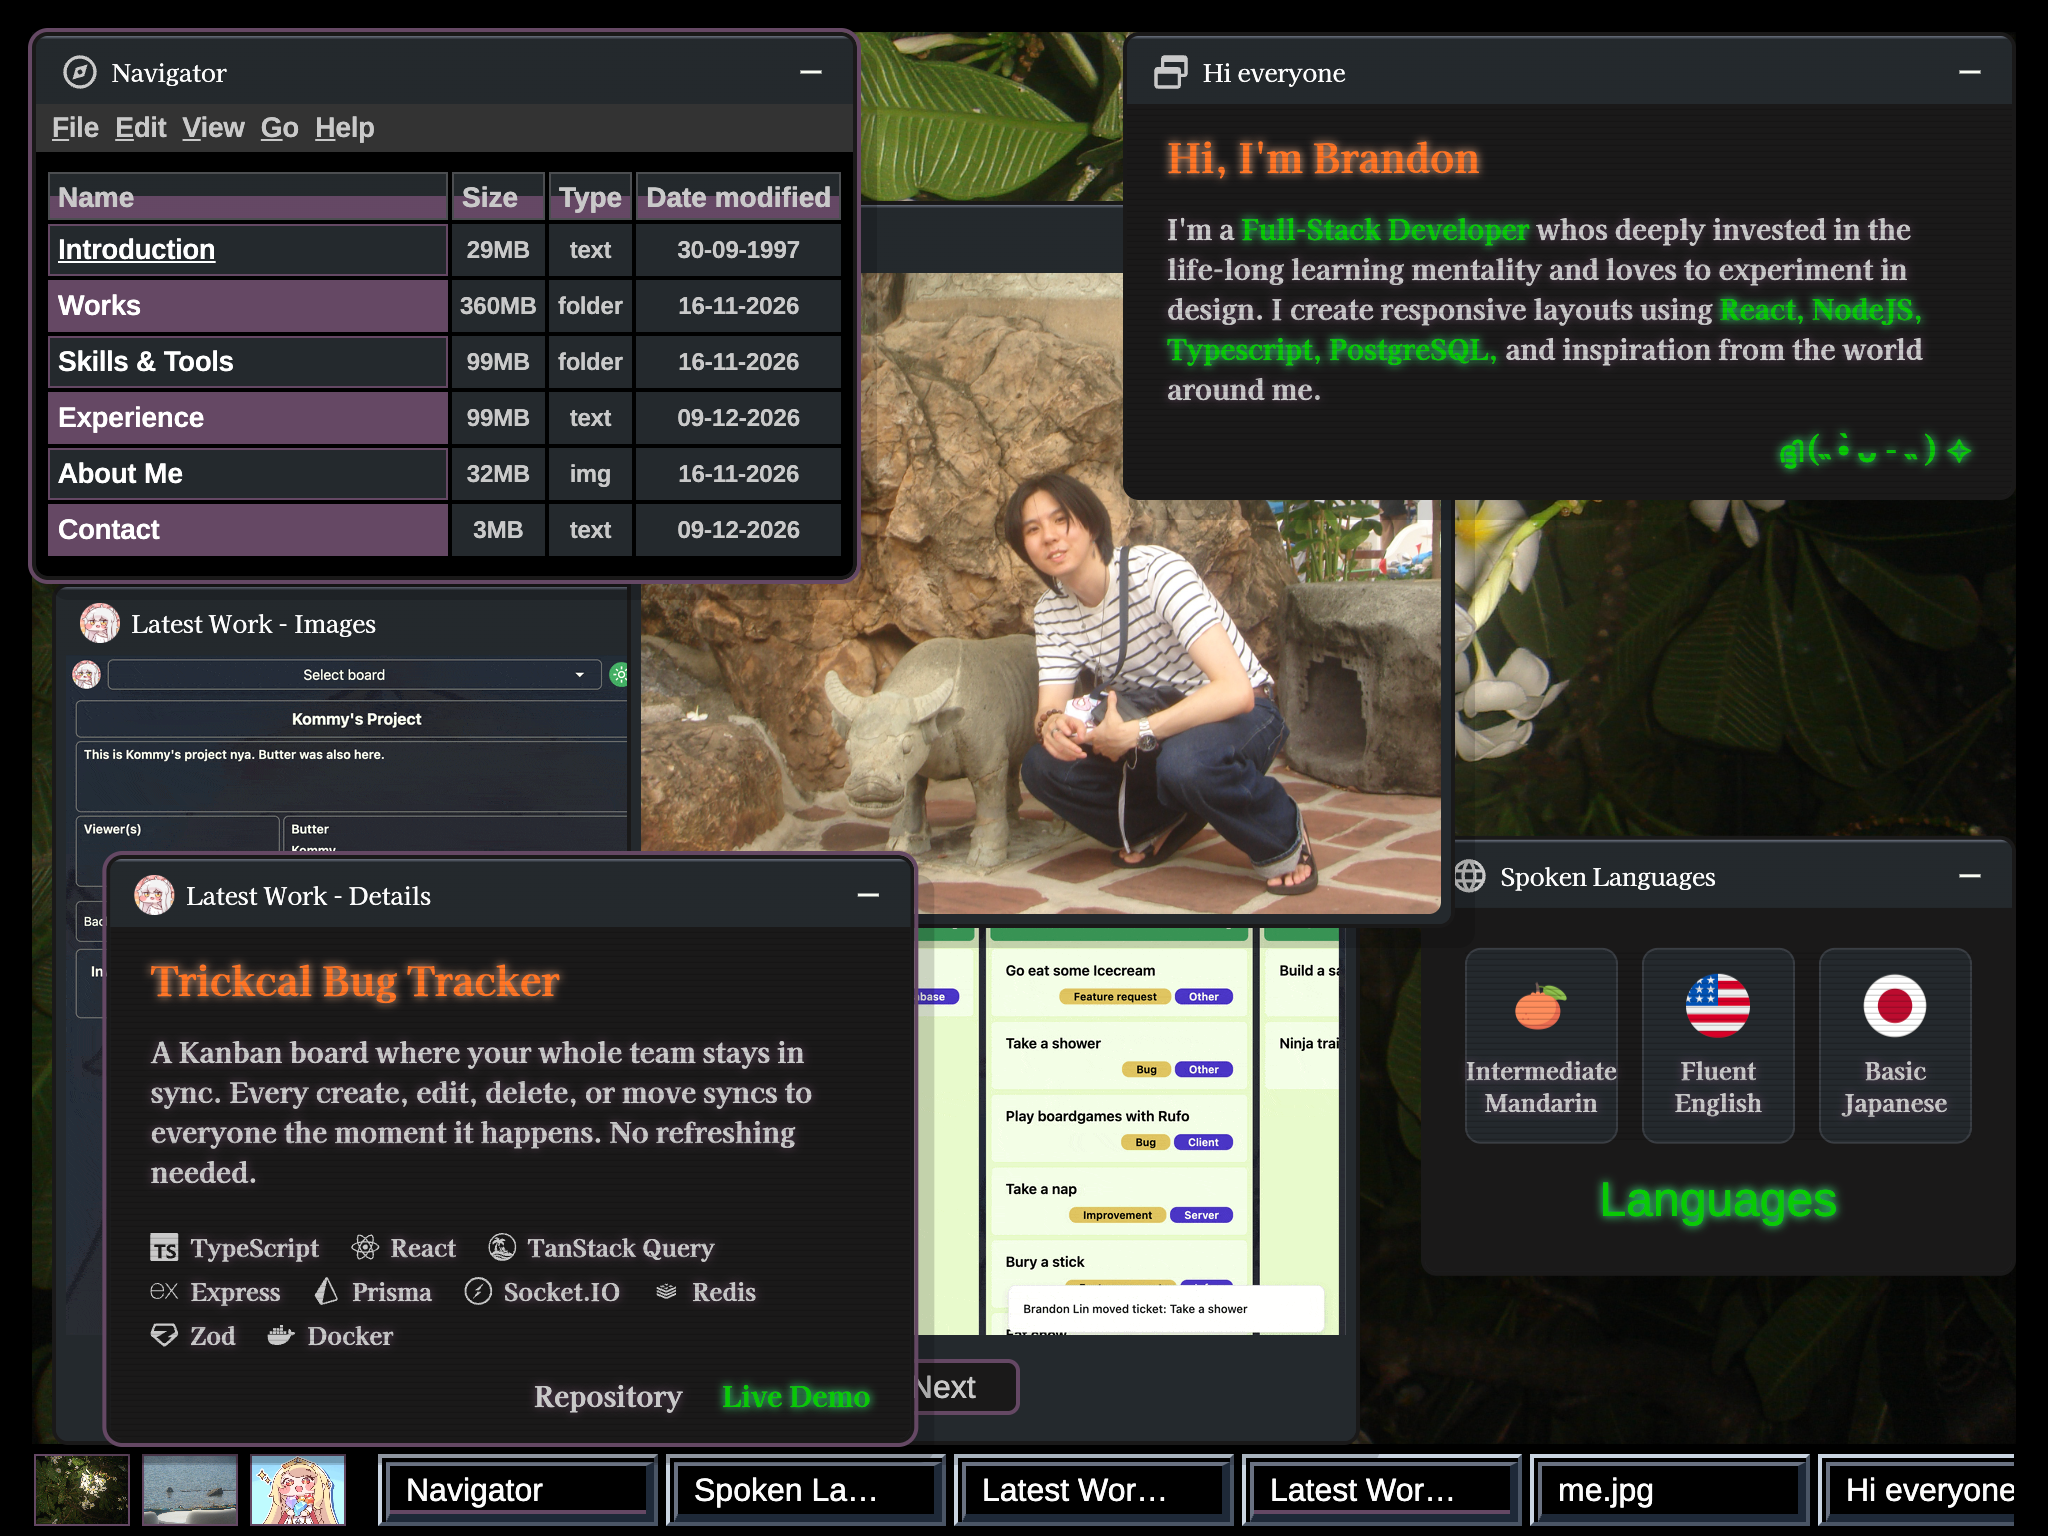 Navigator
File Edit View Go Help
Name Size Type Date modified
Introduction 29MB text 30-09-1997
Works 360MB folder 16-11-2026
Skills & Tools 99MB folder 16-11-2026
Experience 99MB text 09-12-2026
About Me 32MB img 16-11-2026
Contact 3MB text 09-12-2026
Hi everyone
Hi, I'm Brandon
I'm a Full-Stack Developer whos deeply invested in the
life-long learning mentality and loves to experiment in
design. I create responsive layouts using React, NodeJS,
Typescript, PostgreSQL, and inspiration from the world
around me.
Latest Work - Images
Select board
Kommy's Project
This is Kommy's project nya. Butter was also here.
Viewer(s)
Butter
Kommy
Latest Work - Details
Trickcal Bug Tracker
A Kanban board where your whole team stays in
sync. Every create, edit, delete, or move syncs to
everyone the moment it happens. No refreshing
needed.
TypeScript React TanStack Query
Express Prisma Socket.IO Redis
Zod Docker
Repository Live Demo
Go eat some Icecream
Feature request Other
Take a shower
Bug Other
Play boardgames with Rufo
Bug Client
Take a nap
Improvement Server
Bury a stick
Brandon Lin moved ticket: Take a shower
Build a
Ninja
Next
Spoken Languages
Intermediate
Mandarin
Fluent
English
Basic
Japanese
Languages
Navigator
Spoken La...
Latest Wor...
Latest Wor...
me.jpg
Hi everyone